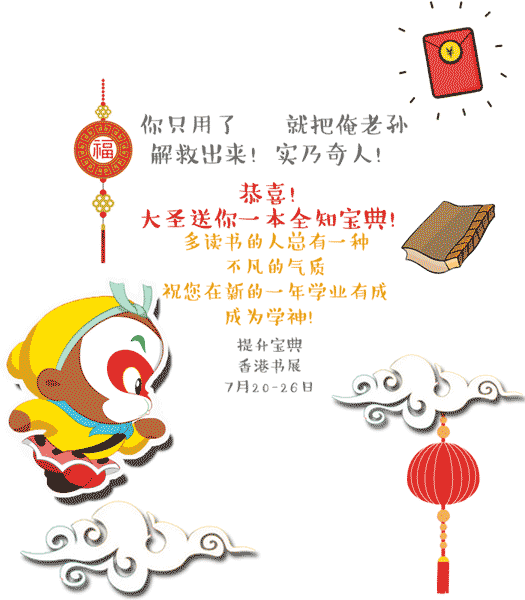 ¥
福
你只用了 就把俺老孙
解救出来! 实乃奇人!
恭喜!
大圣送你一本全知宝典!
多读书的人总有一种
不凡的气质
祝您在新的一年学业有成
成为学神!
提升宝典
香港书展
7月20-26日